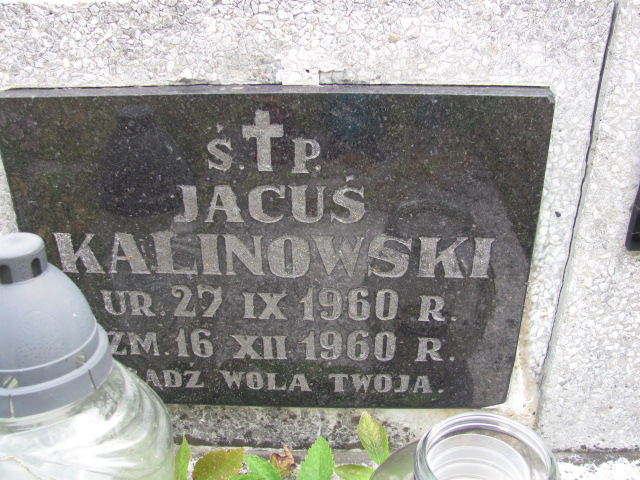 Ś. P.
JACUŚ
KALINOWSKI
UR. 27 IX 1960 R.
ZM. 16 XII 1960 R.
WOLA TWOJA.